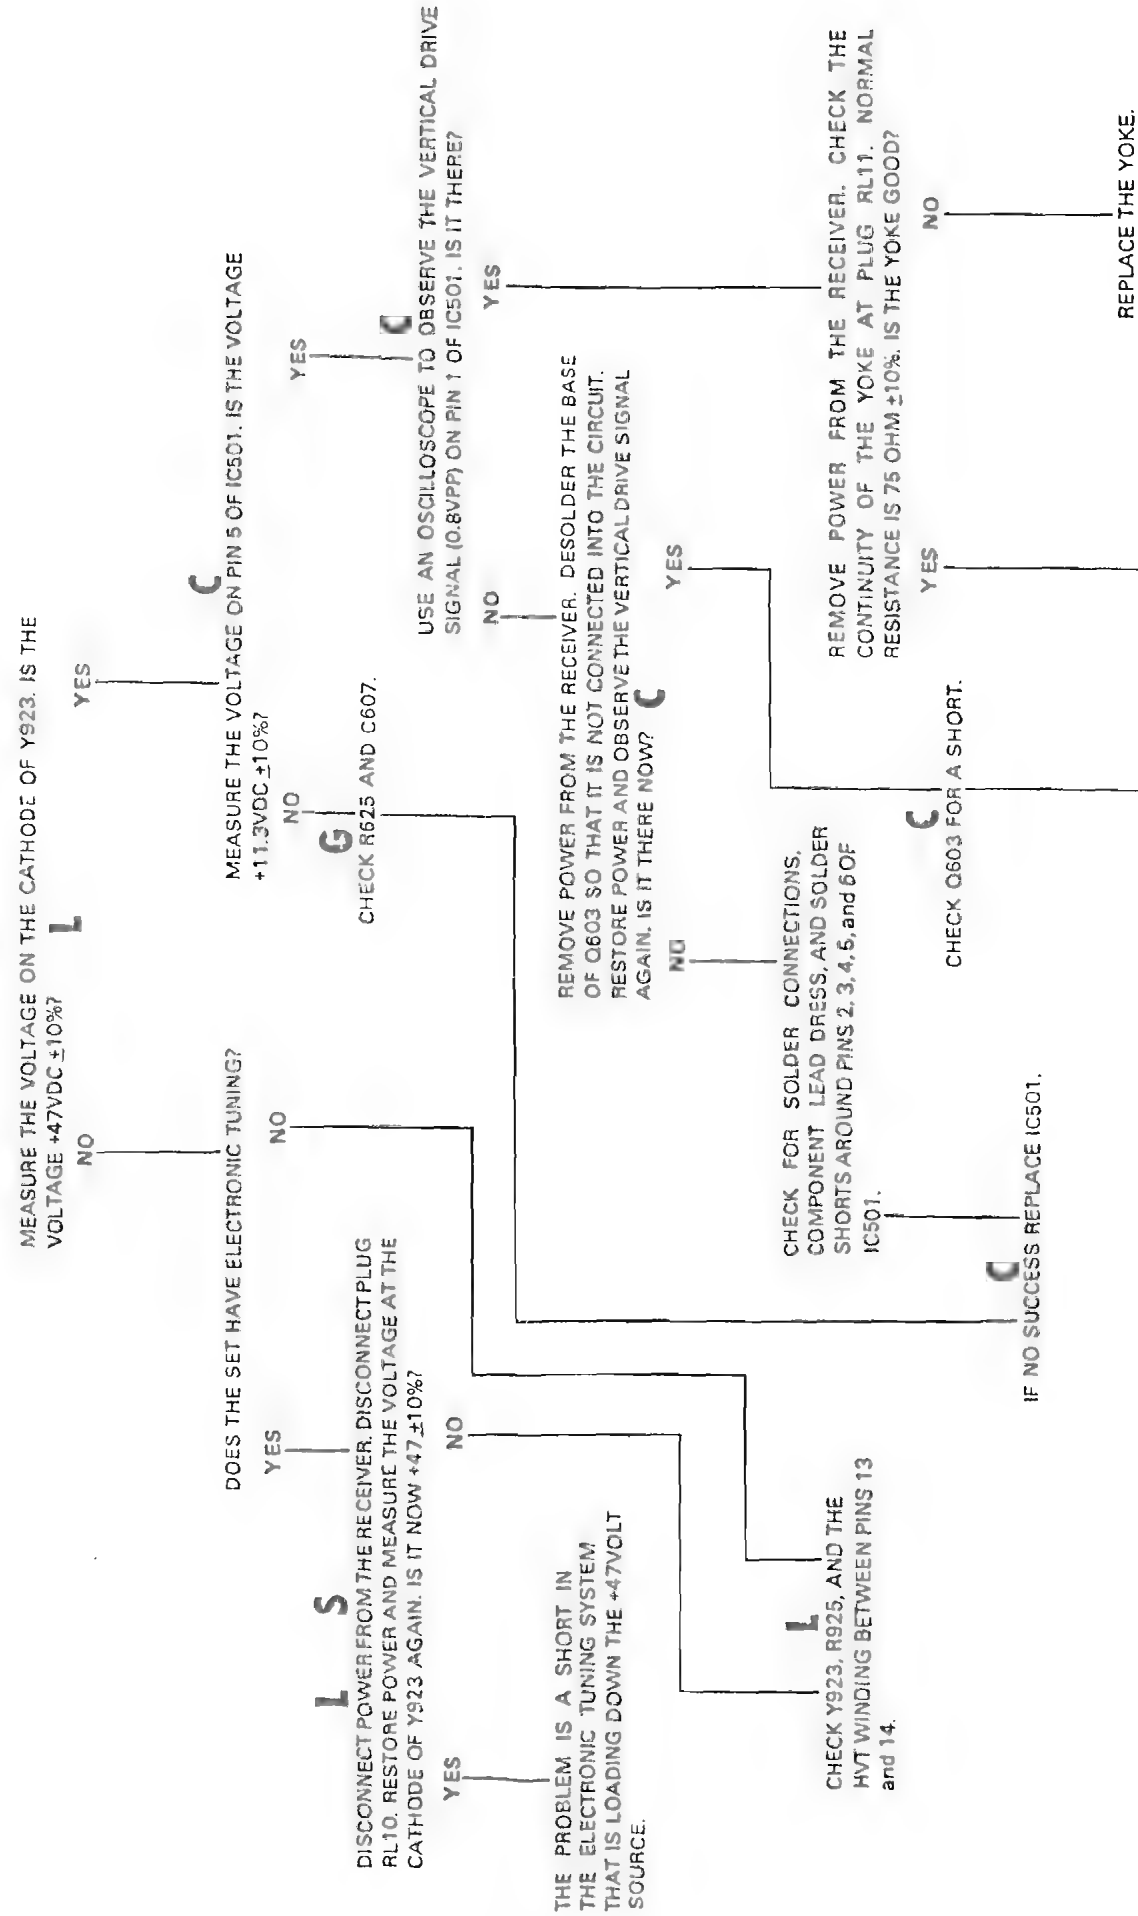 MEASURE THE VOLTAGE ON THE CATHODE OF Y923. IS THE
VOLTAGE +47VDC ±10%?
L
NO
YES
DOES THE SET HAVE ELECTRONIC TUNING?
YES
NO
C
MEASURE THE VOLTAGE ON PIN 5 OF IC501. IS THE VOLTAGE
+11.3VDC ±10%?
NO
YES
L S
DISCONNECT POWER FROM THE RECEIVER. DISCONNECT PLUG
RL10. RESTORE POWER AND MEASURE THE VOLTAGE AT THE
CATHODE OF Y923 AGAIN. IS IT NOW +47 ±10%?
YES
NO
G
CHECK R625 AND C607.
C
USE AN OSCILLOSCOPE TO OBSERVE THE VERTICAL DRIVE
SIGNAL (0.8VPP) ON PIN 1 OF IC501. IS IT THERE?
NO
YES
THE PROBLEM IS A SHORT IN
THE ELECTRONIC TUNING SYSTEM
THAT IS LOADING DOWN THE +47VOLT
SOURCE.
REMOVE POWER FROM THE RECEIVER. DESOLDER THE BASE
OF Q603 SO THAT IT IS NOT CONNECTED INTO THE CIRCUIT.
RESTORE POWER AND OBSERVE THE VERTICAL DRIVE SIGNAL
AGAIN. IS IT THERE NOW?
C
NO
YES
L
CHECK Y923, R925, AND THE
HVT WINDING BETWEEN PINS 13
and 14.
CHECK FOR SOLDER CONNECTIONS,
COMPONENT LEAD DRESS, AND SOLDER
SHORTS AROUND PINS 2, 3, 4, 5, and 6 OF
IC501.
REMOVE POWER FROM THE RECEIVER. CHECK THE
CONTINUITY OF THE YOKE AT PLUG RL11. NORMAL
RESISTANCE IS 75 OHM ±10%. IS THE YOKE GOOD?
YES
NO
C
CHECK Q603 FOR A SHORT.
C
IF NO SUCCESS REPLACE IC501.
REPLACE THE YOKE.